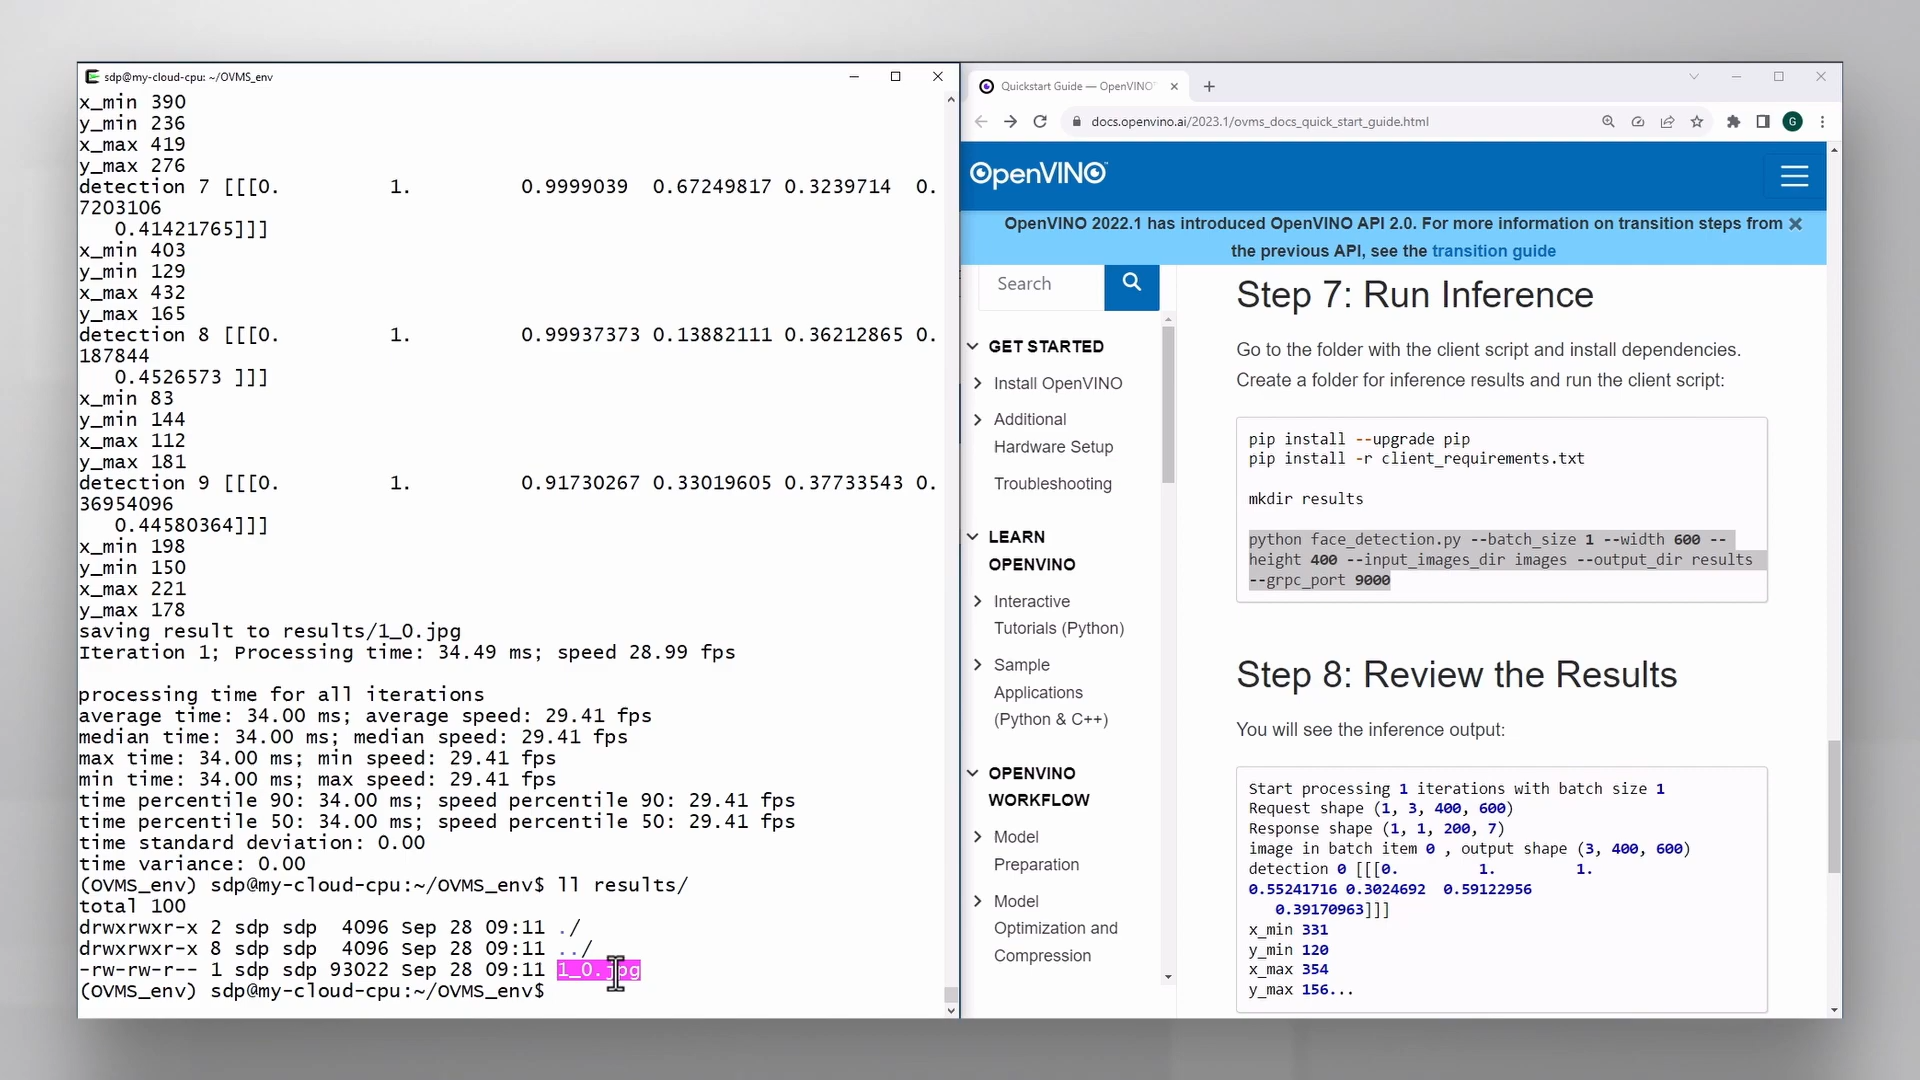 sdp@my-cloud-cpu: ~/OVMS_env
x_min 390
y_min 236
x_max 419
y_max 276
detection 7 [[[0. 1. 0.9999039 0.67249817 0.3239714 0.
7203106
0.41421765]]]
x_min 403
y_min 129
x_max 432
y_max 165
detection 8 [[[0. 1. 0.99937373 0.13882111 0.36212865 0.
187844
0.4526573 ]]]
x_min 83
y_min 144
x_max 112
y_max 181
detection 9 [[[0. 1. 0.91730267 0.33019605 0.37733543 0.
36954096
0.44580364]]]
x_min 198
y_min 150
x_max 221
y_max 178
saving result to results/1_0.jpg
Iteration 1; Processing time: 34.49 ms; speed 28.99 fps
processing time for all iterations
average time: 34.00 ms; average speed: 29.41 fps
median time: 34.00 ms; median speed: 29.41 fps
max time: 34.00 ms; min speed: 29.41 fps
min time: 34.00 ms; max speed: 29.41 fps
time percentile 90: 34.00 ms; speed percentile 90: 29.41 fps
time percentile 50: 34.00 ms; speed percentile 50: 29.41 fps
time standard deviation: 0.00
time variance: 0.00
(OVMS_env) sdp@my-cloud-cpu:~/OVMS_env$ ll results/
total 100
drwxrwxr-x 2 sdp sdp 4096 Sep 28 09:11 ./
drwxrwxr-x 8 sdp sdp 4096 Sep 28 09:11 ../
-rw-rw-r-- 1 sdp sdp 93022 Sep 28 09:11 1_0.jpg
(OVMS_env) sdp@my-cloud-cpu:~/OVMS_env$
Quickstart Guide — OpenVINO
docs.openvino.ai/2023.1/ovms_docs_quick_start_guide.html
G
OpenVINO
OpenVINO 2022.1 has introduced OpenVINO API 2.0. For more information on transition steps from
the previous API, see the transition guide
Search
GET STARTED
Install OpenVINO
Additional
Hardware Setup
Troubleshooting
LEARN
OPENVINO
Interactive
Tutorials (Python)
Sample
Applications
(Python & C++)
OPENVINO
WORKFLOW
Model
Preparation
Model
Optimization and
Compression
Step 7: Run Inference
Go to the folder with the client script and install dependencies.
Create a folder for inference results and run the client script:
pip install --upgrade pip
pip install -r client_requirements.txt
mkdir results
python face_detection.py --batch_size 1 --width 600 --
height 400 --input_images_dir images --output_dir results
--grpc_port 9000
Step 8: Review the Results
You will see the inference output:
Start processing 1 iterations with batch size 1
Request shape (1, 3, 400, 600)
Response shape (1, 1, 200, 7)
image in batch item 0 , output shape (3, 400, 600)
detection 0 [[[0. 1. 1.
0.55241716 0.3024692 0.59122956
0.39170963]]]
x_min 331
y_min 120
x_max 354
y_max 156...